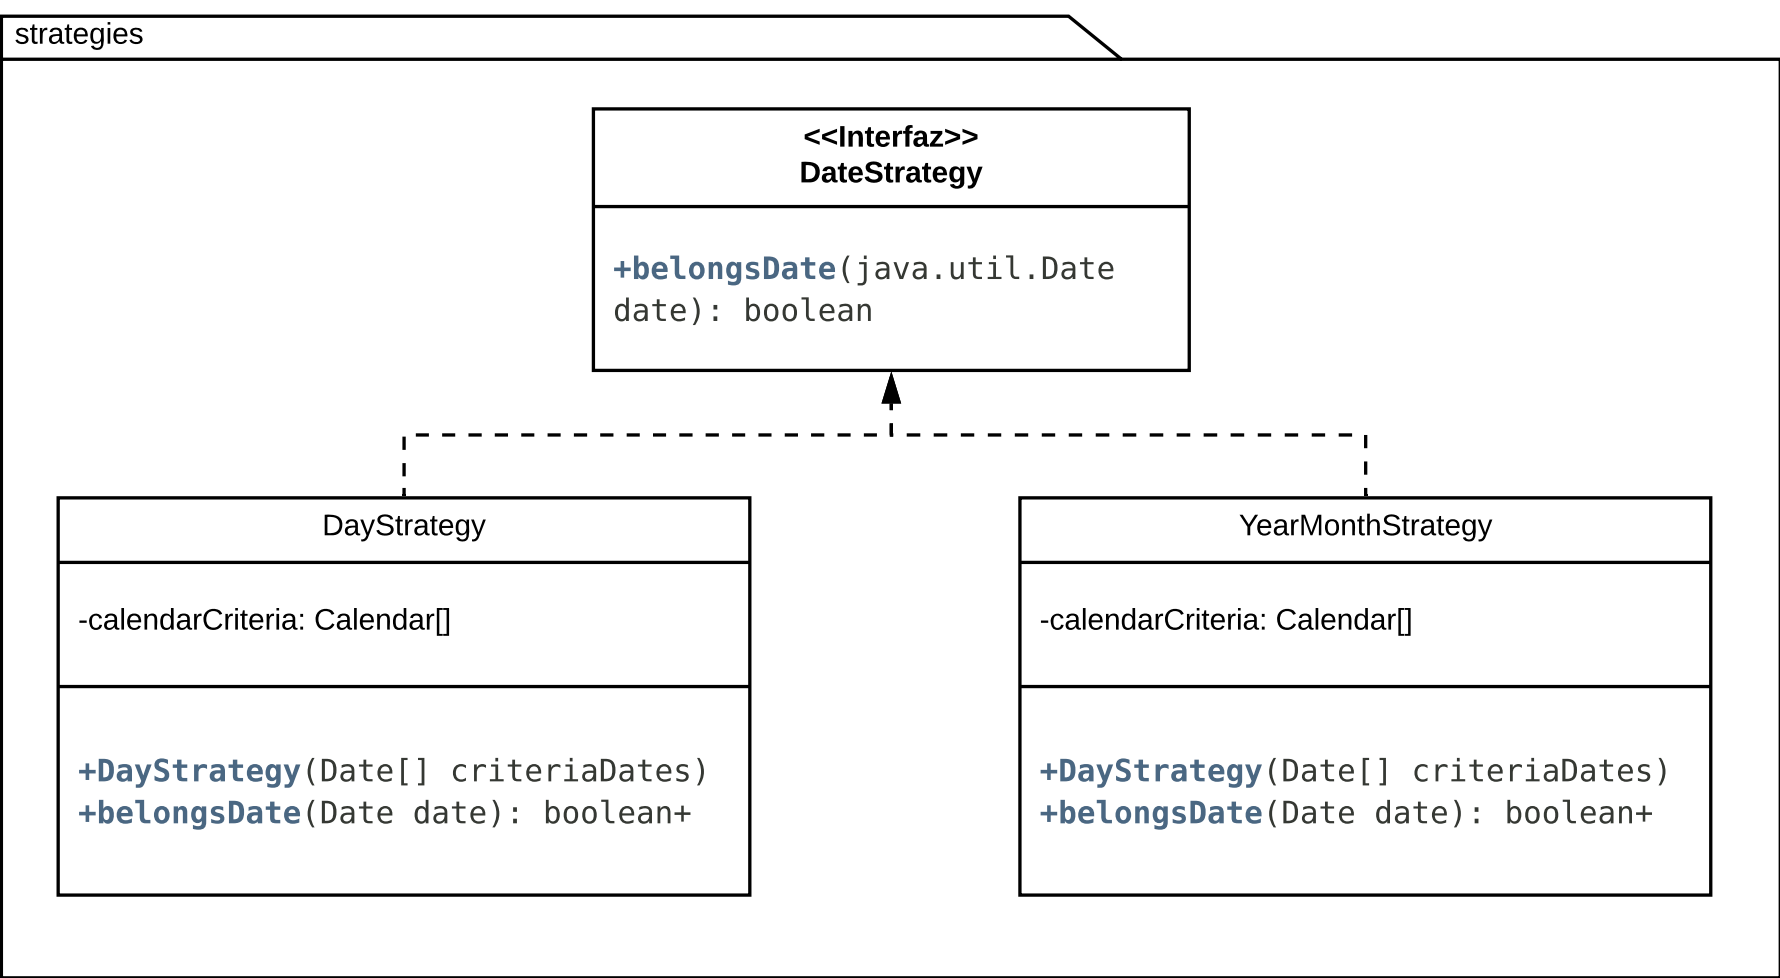 strategies
<<Interfaz>>
DateStrategy
+belongsDate(java.util.Date
date): boolean
DayStrategy
-calendarCriteria: Calendar[]
+DayStrategy(Date[] criteriaDates)
+belongsDate(Date date): boolean+
YearMonthStrategy
-calendarCriteria: Calendar[]
+DayStrategy(Date[] criteriaDates)
+belongsDate(Date date): boolean+